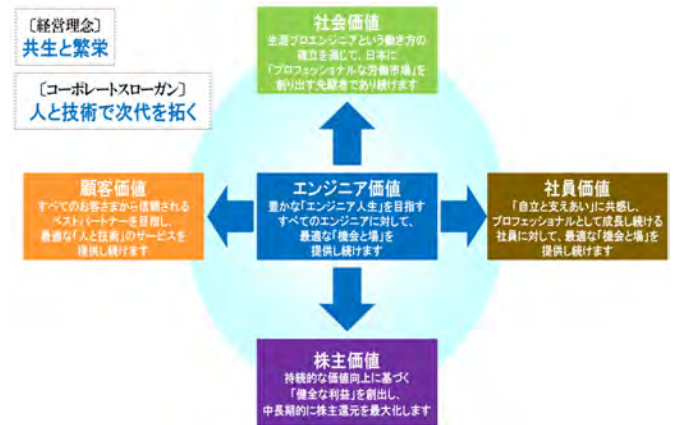 〔経営理念〕
共生と繁栄
〔コーポレートスローガン〕
人と技術で次代を拓く
社会価値
生涯プロエンジニアという働き方の
確立を通じて、日本に
「プロフェッショナルな労働市場」を
創り出す先駆者であり続けます
顧客価値
すべてのお客さまから信頼される
ベストパートナーを目指し、
最適な「人と技術」のサービスを
提供し続けます
エンジニア価値
豊かな「エンジニア人生」を目指す
すべてのエンジニアに対して、
最適な「機会と場」を
提供し続けます
社員価値
「自立と支えあい」に共感し、
プロフェッショナルとして成長し続ける
社員に対して、最適な「機会と場」を
提供し続けます
株主価値
持続的な価値向上に基づく
「健全な利益」を創出し、
中長期的に株主還元を最大化します